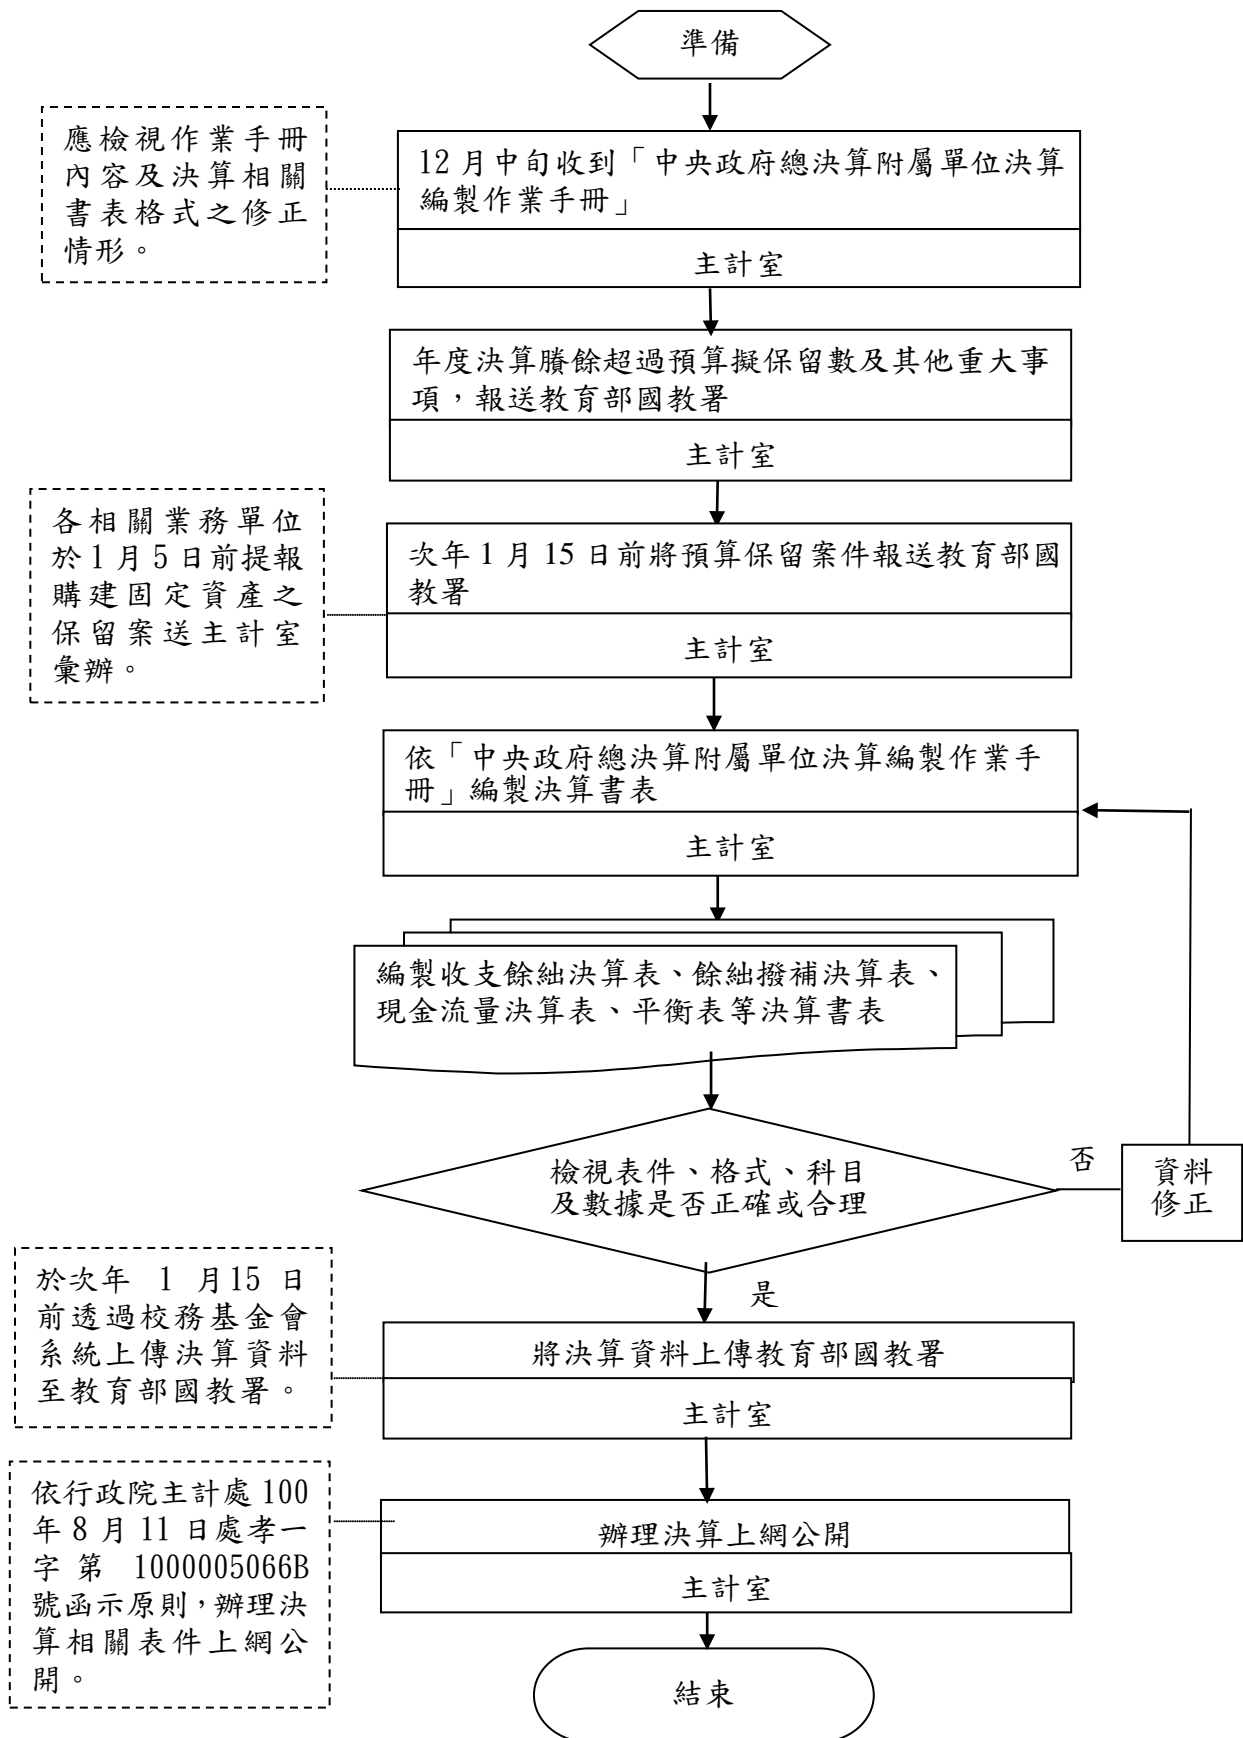 準備
應檢視作業手冊
內容及決算相關
書表格式之修正
情形。
12月中旬收到「中央政府總決算附屬單位決算
編製作業手冊」
主計室
年度決算賸餘超過預算擬保留數及其他重大事
項，報送教育部國教署
主計室
各相關業務單位
於1月5日前提報
購建固定資產之
保留案送主計室
彙辦。
次年1月15日前將預算保留案件報送教育部國
教署
主計室
依「中央政府總決算附屬單位決算編製作業手
冊」編製決算書表
主計室
編製收支餘絀決算表、餘絀撥補決算表、
現金流量決算表、平衡表等決算書表
檢視表件、格式、科目
及數據是否正確或合理
否
資料
修正
是
於次年 1 月15日
前透過校務基金會
系統上傳決算資料
至教育部國教署。
將決算資料上傳教育部國教署
主計室
依行政院主計處100
年8月11日處孝一
字第 1000005066B
號函示原則，辦理決
算相關表件上網公
開。
辦理決算上網公開
主計室
結束